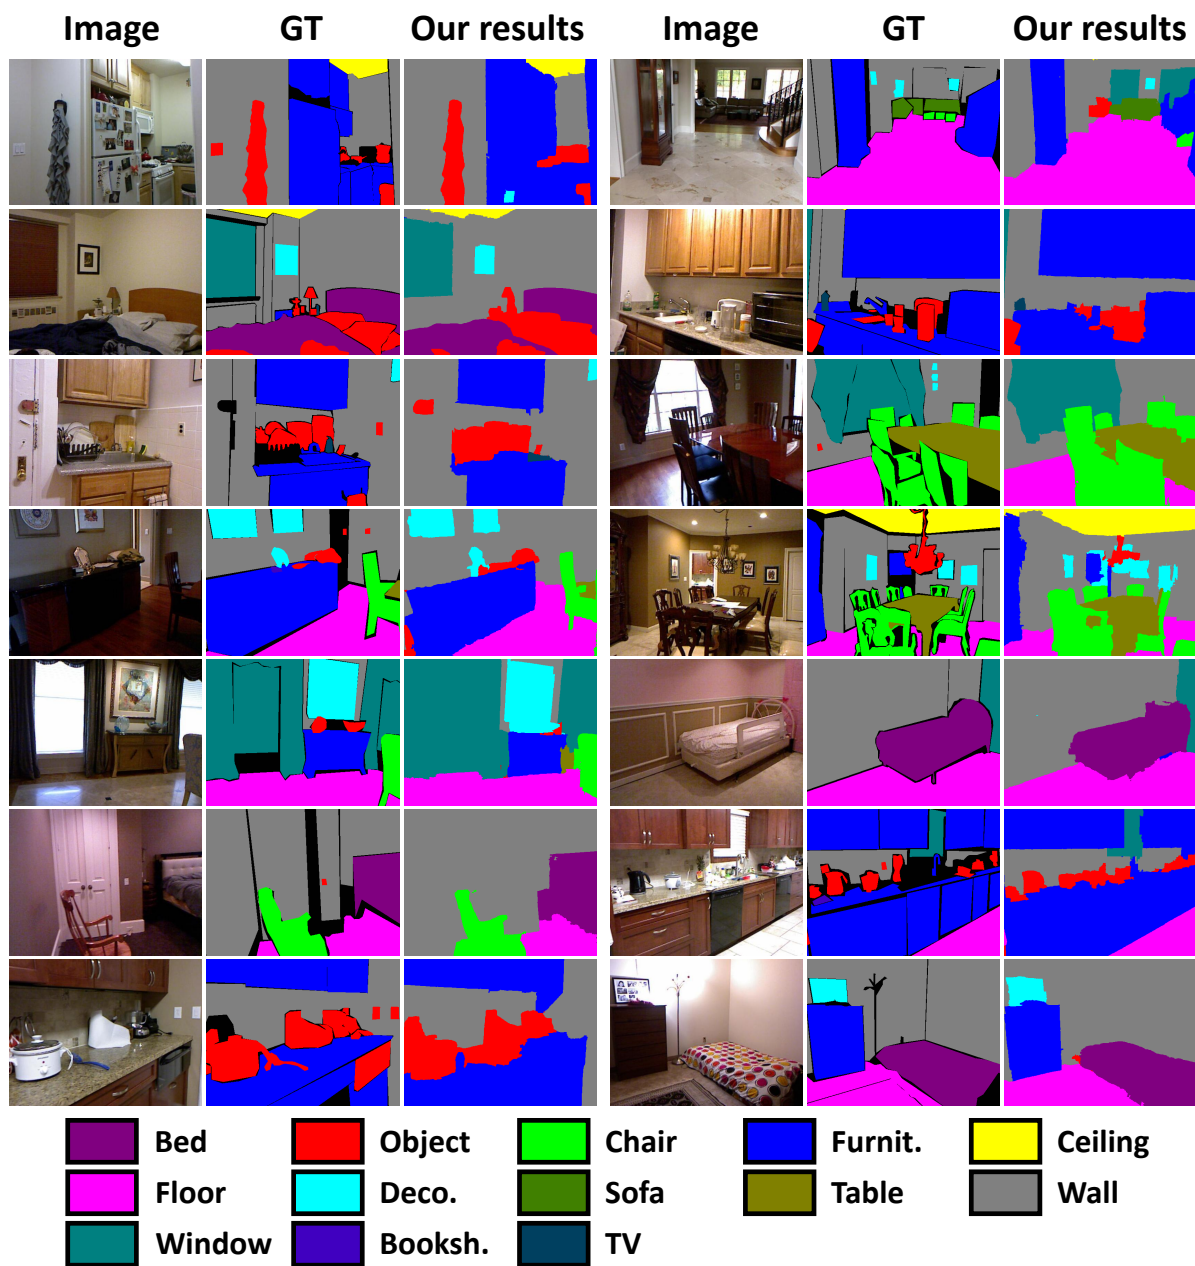 Image GT Our results Image GT Our results
Bed Object Chair Furnit. Ceiling
Floor Deco. Sofa Table Wall
Window Booksh. TV